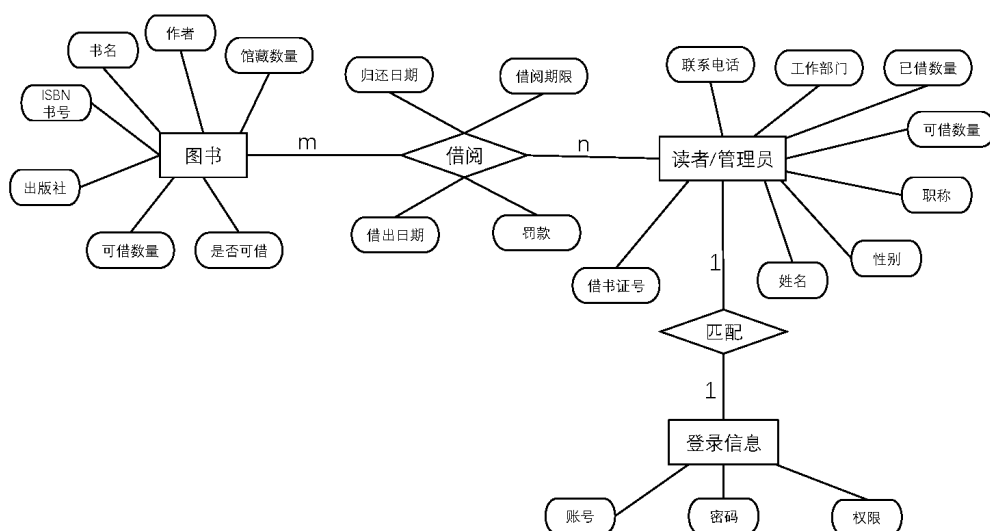 作者
书名
馆藏数量
ISBN
书号
图书
出版社
可借数量
是否可借
m
归还日期
借阅期限
借阅
借出日期
罚款
n
联系电话
工作部门
已借数量
可借数量
读者/管理员
职称
性别
姓名
借书证号
1
匹配
1
登录信息
账号
密码
权限